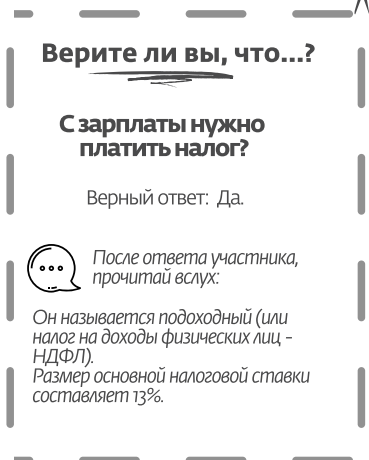 Верите ли вы, что...?
С зарплаты нужно
платить налог?
Верный ответ: Да.
После ответа участника,
прочитай вслух:
Он называется подоходный (или
налог на доходы физических лиц -
НДФЛ).
Размер основной налоговой ставки
составляет 13%.